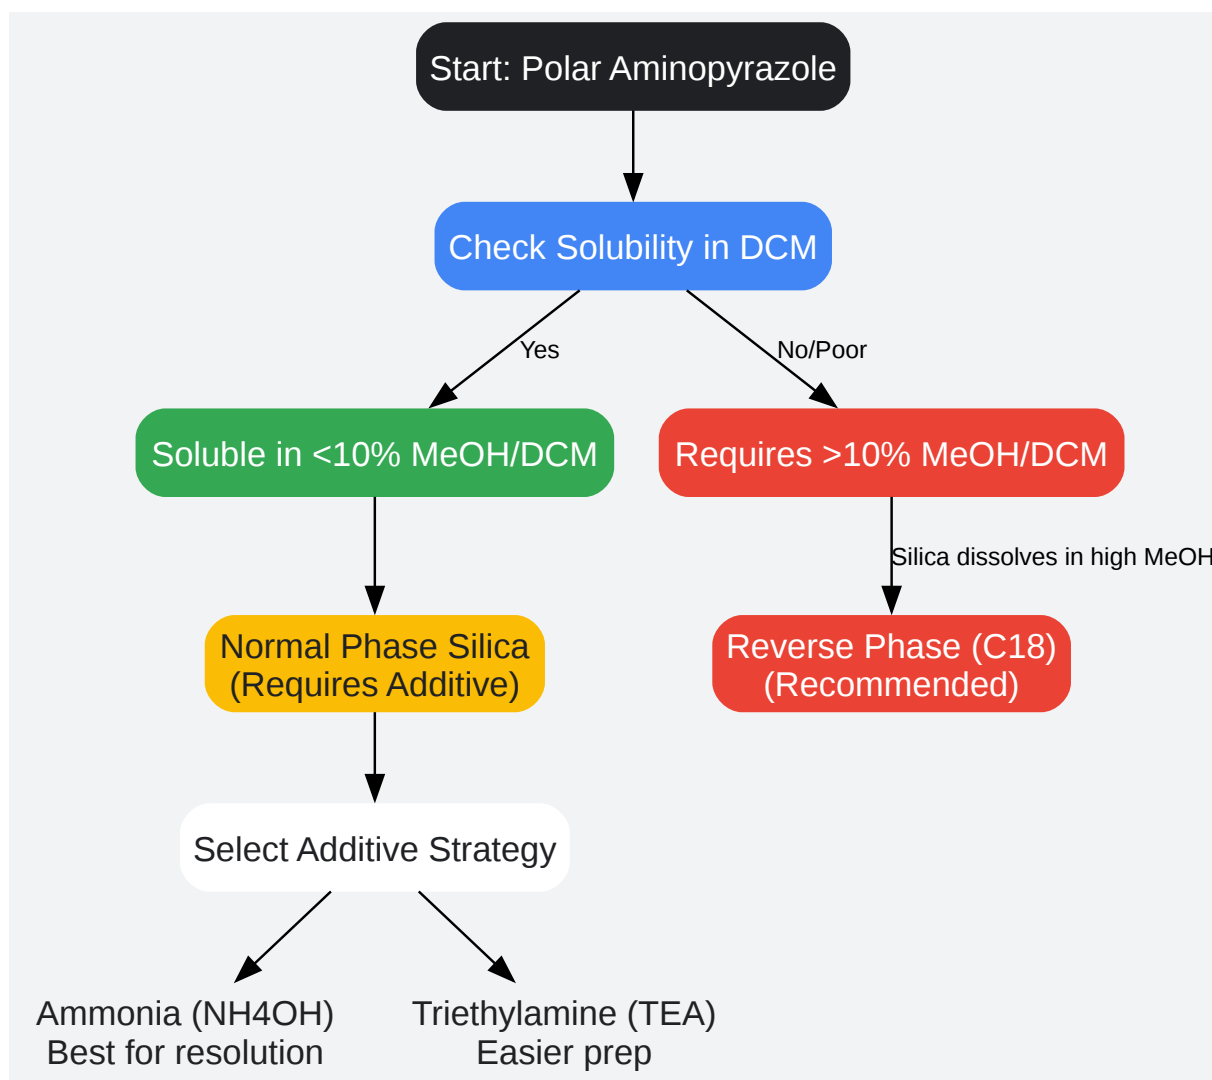 Start: Polar Aminopyrazole
Check Solubility in DCM
Yes
No/Poor
Soluble in <10% MeOH/DCM
Requires >10% MeOH/DCM
Silica dissolves in high MeOH
Normal Phase Silica
(Requires Additive)
Reverse Phase (C18)
(Recommended)
Select Additive Strategy
Ammonia (NH4OH)
Best for resolution
Triethylamine (TEA)
Easier prep